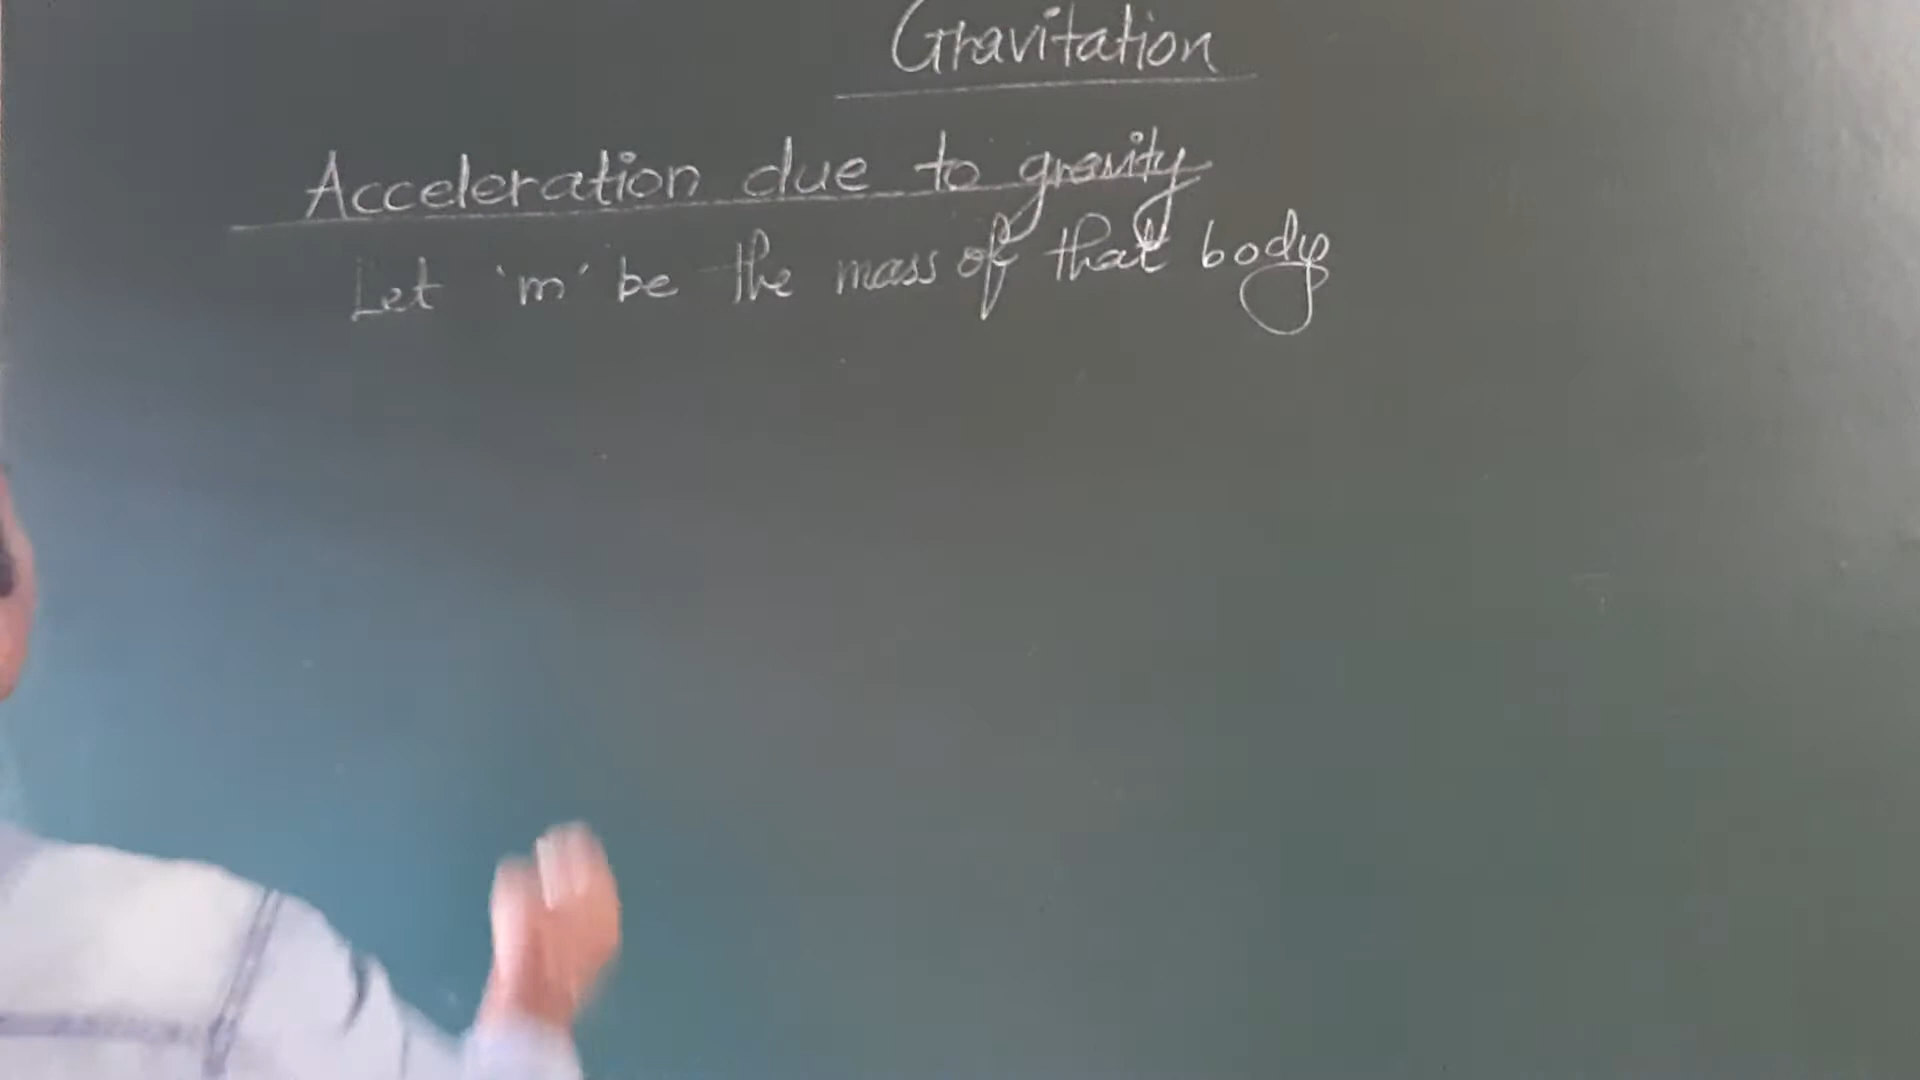 Gravitation
Acceleration due to gravity
Let 'm' be the mass of that body